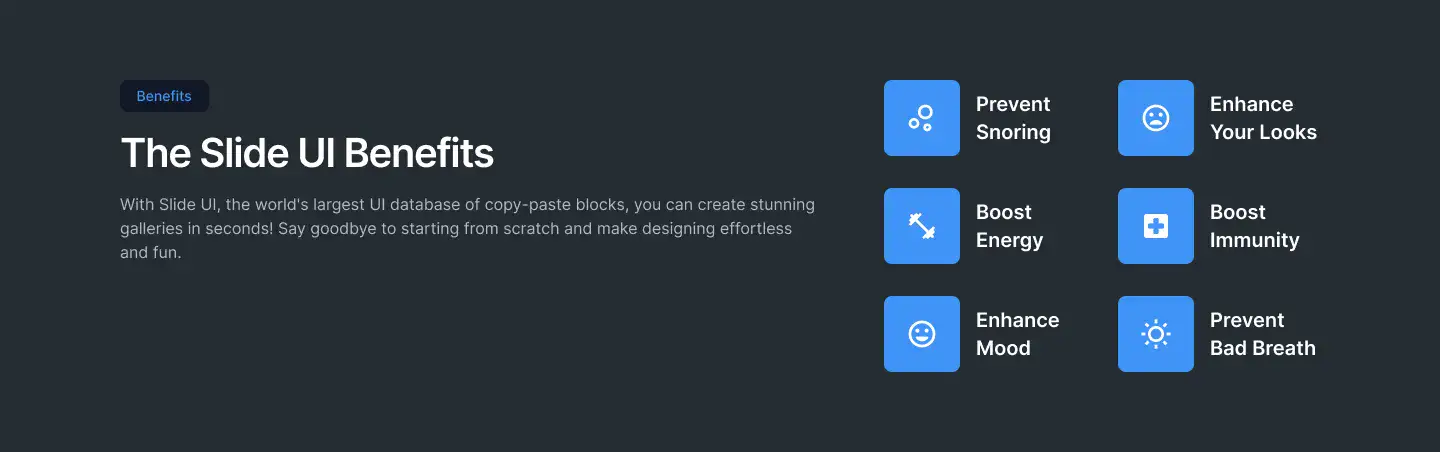 Benefits
The Slide UI Benefits
With Slide UI, the world's largest UI database of copy-paste blocks, you can create stunning
galleries in seconds! Say goodbye to starting from scratch and make designing effortless
and fun.
Prevent
Snoring
Enhance
Your Looks
Boost
Energy
Boost
Immunity
Enhance
Mood
Prevent
Bad Breath